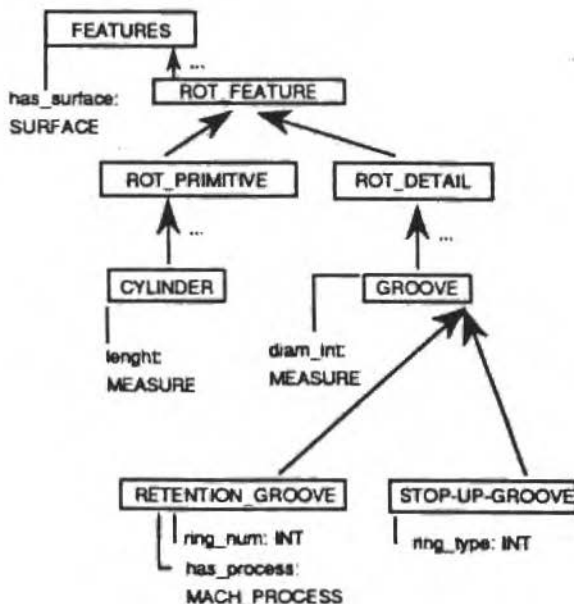 FEATURES
...
has_surface:
SURFACE
ROT_FEATURE
ROT_PRIMITIVE
ROT_DETAIL
...
...
CYLINDER
GROOVE
lenght:
MEASURE
diam_int:
MEASURE
RETENTION_GROOVE
STOP-UP-GROOVE
ring_num: INT
ring_type: INT
has_process:
MACH_PROCESS